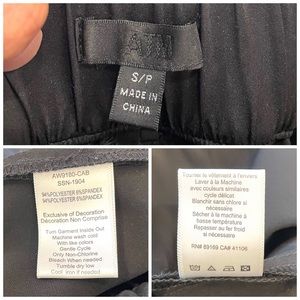 S/P
MADE IN
CHINA
AW9180-CAB
SSN-1904
94%POLYESTER 6%SPANDEX
94%POLYESTER 6%SPANDEX
Exclusive of Decoration
Décoration Non Comprise
Turn Garment Inside Out
Machine wash cold
With like colors
Gentle Cycle
Only Non-Chlorine
Bleach When Needed
Tumble dry low
Cool iron if needed
Tourner le vêtement à l'envers
Laver à la Machine
avec couleurs similaires
cycle délicat
Blanchir sans chlore si
nécessaire
Sécher à la machine à
basse température
Repasser au fer froid
si nécessaire
RN# 69169 CA# 41106